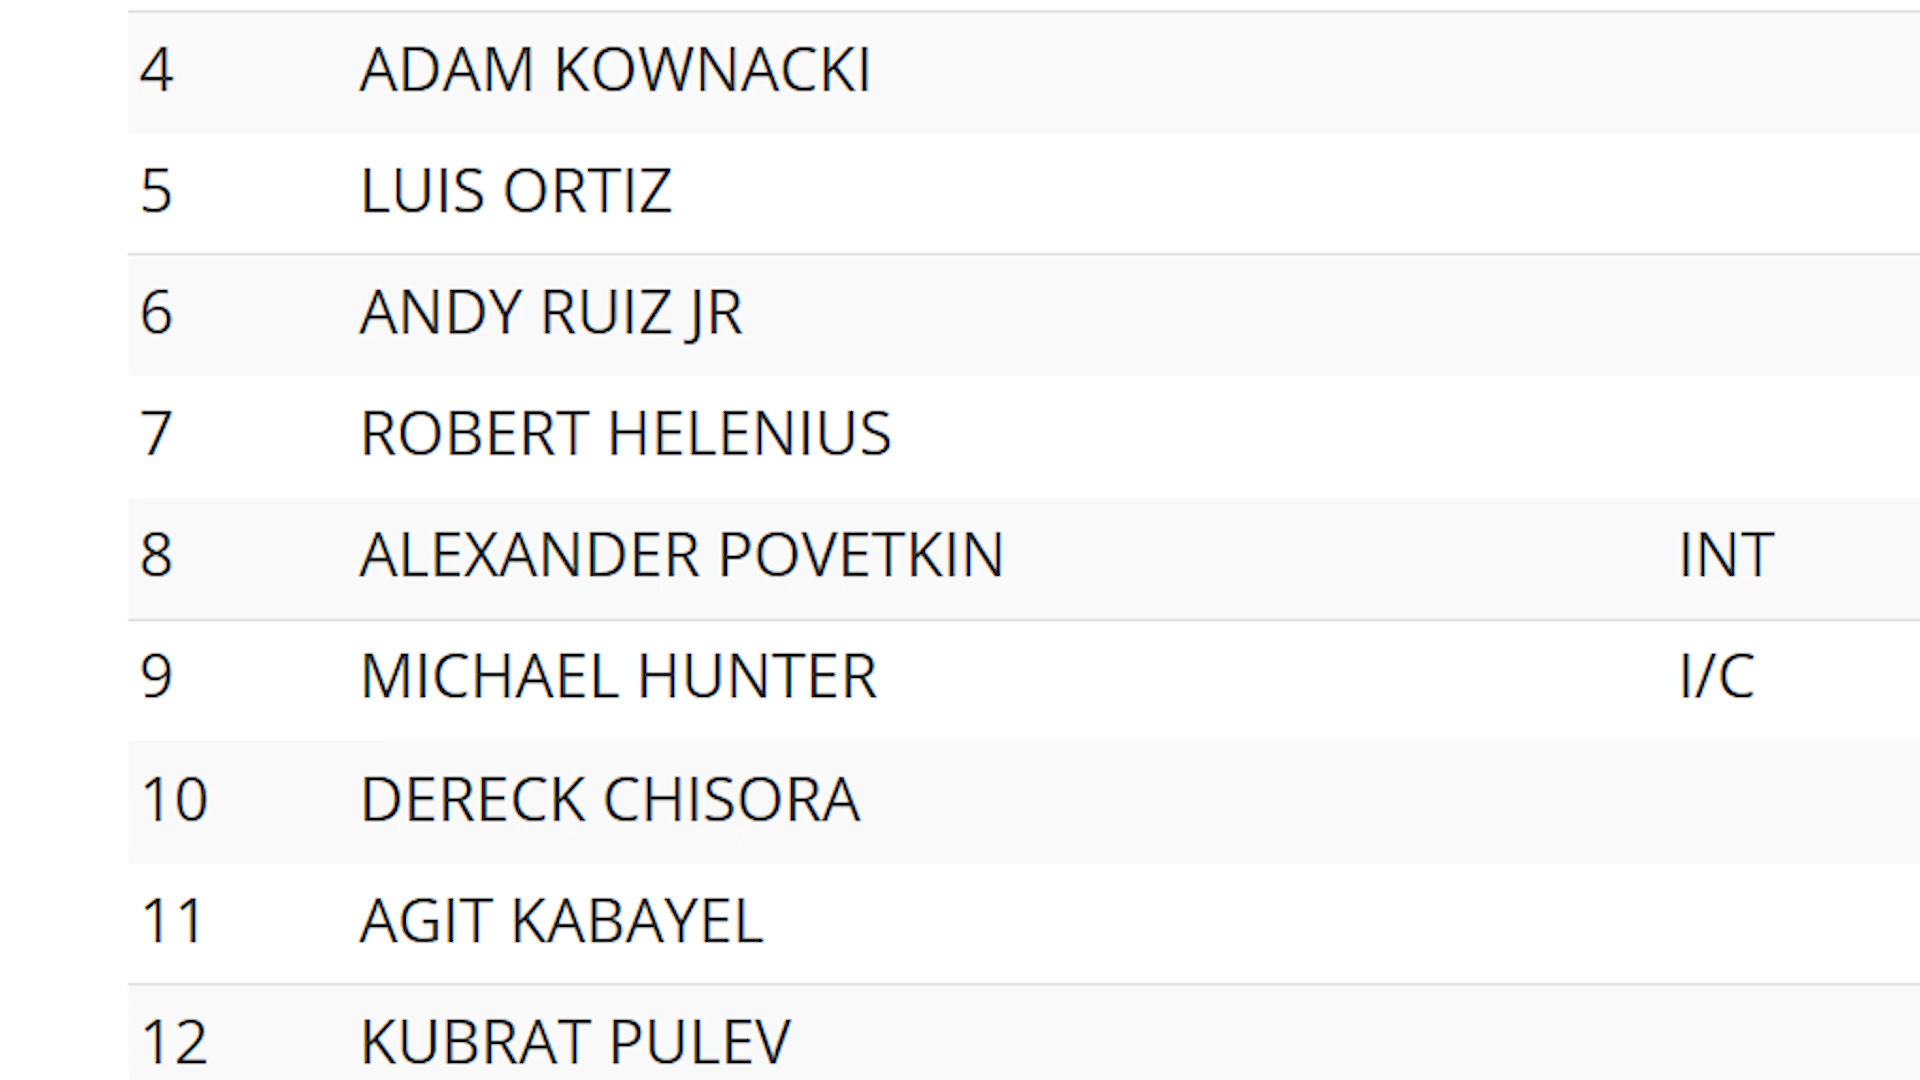 4 ADAM KOWNACKI
5 LUIS ORTIZ
6 ANDY RUIZ JR
7 ROBERT HELENIUS
8 ALEXANDER POVETKIN INT
9 MICHAEL HUNTER I/C
10 DERECK CHISORA
11 AGIT KABAYEL
12 KUBRAT PULEV